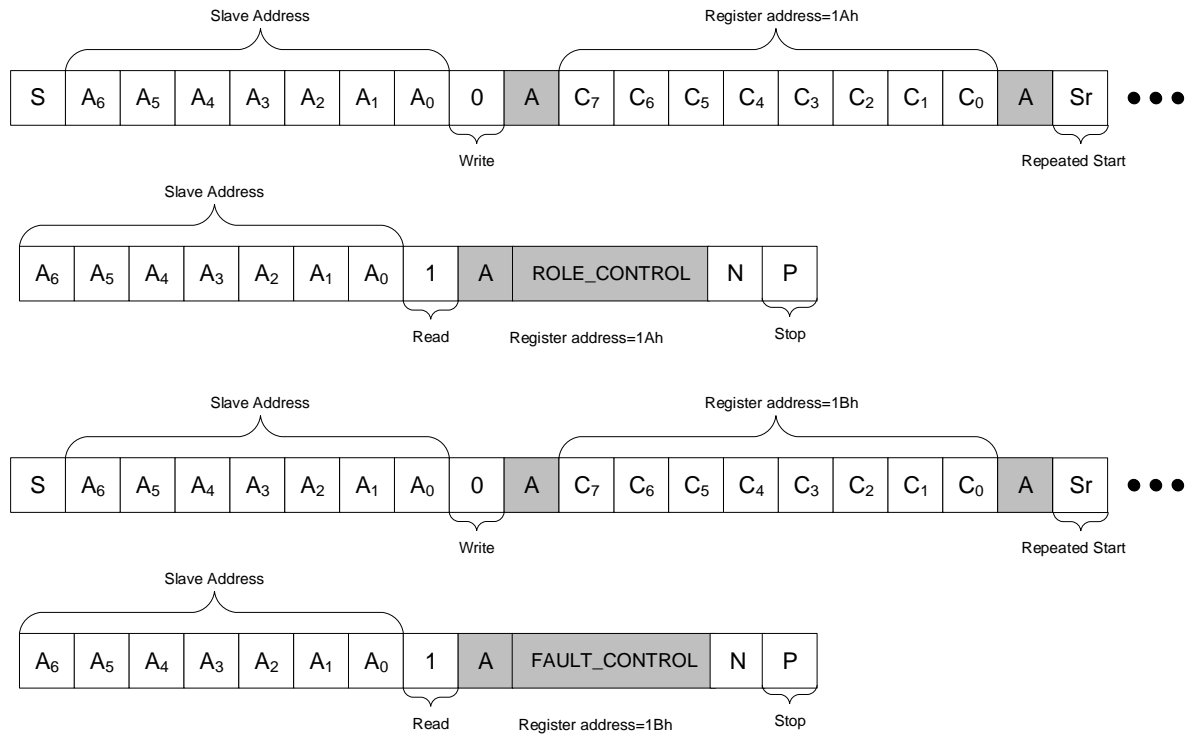 Slave Address Register address=1Ah
S A₆ A₅ A₄ A₃ A₂ A₁ A₀ 0 A C₇ C₆ C₅ C₄ C₃ C₂ C₁ C₀ A Sr •••
Write Repeated Start
Slave Address
A₆ A₅ A₄ A₃ A₂ A₁ A₀ 1 A ROLE_CONTROL N P
Read Register address=1Ah Stop
Slave Address Register address=1Bh
S A₆ A₅ A₄ A₃ A₂ A₁ A₀ 0 A C₇ C₆ C₅ C₄ C₃ C₂ C₁ C₀ A Sr •••
Write Repeated Start
Slave Address
A₆ A₅ A₄ A₃ A₂ A₁ A₀ 1 A FAULT_CONTROL N P
Read Register address=1Bh Stop